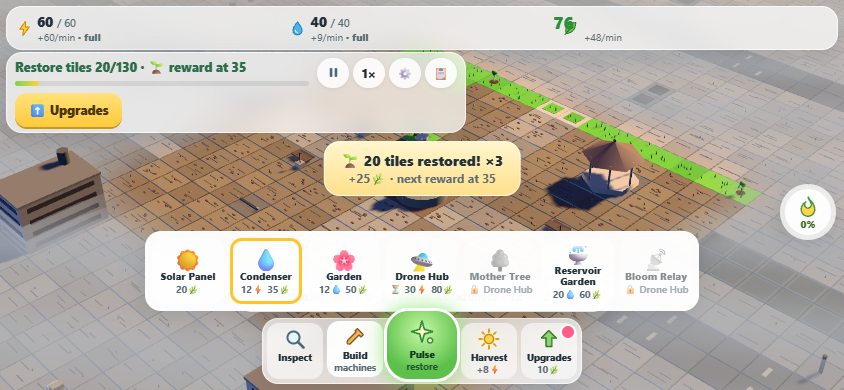 60 / 60
+60/min • full
40 / 40
+9/min • full
76
+48/min
Restore tiles 20/130 · reward at 35
1×
Upgrades
20 tiles restored! ×3
+25 · next reward at 35
Solar Panel
20
Condenser
12 35
Garden
12 50
Drone Hub
30 80
Mother Tree
Drone Hub
Reservoir
Garden
20 60
Bloom Relay
Drone Hub
0%
Inspect
Build
machines
Pulse
restore
Harvest
+8
Upgrades
10